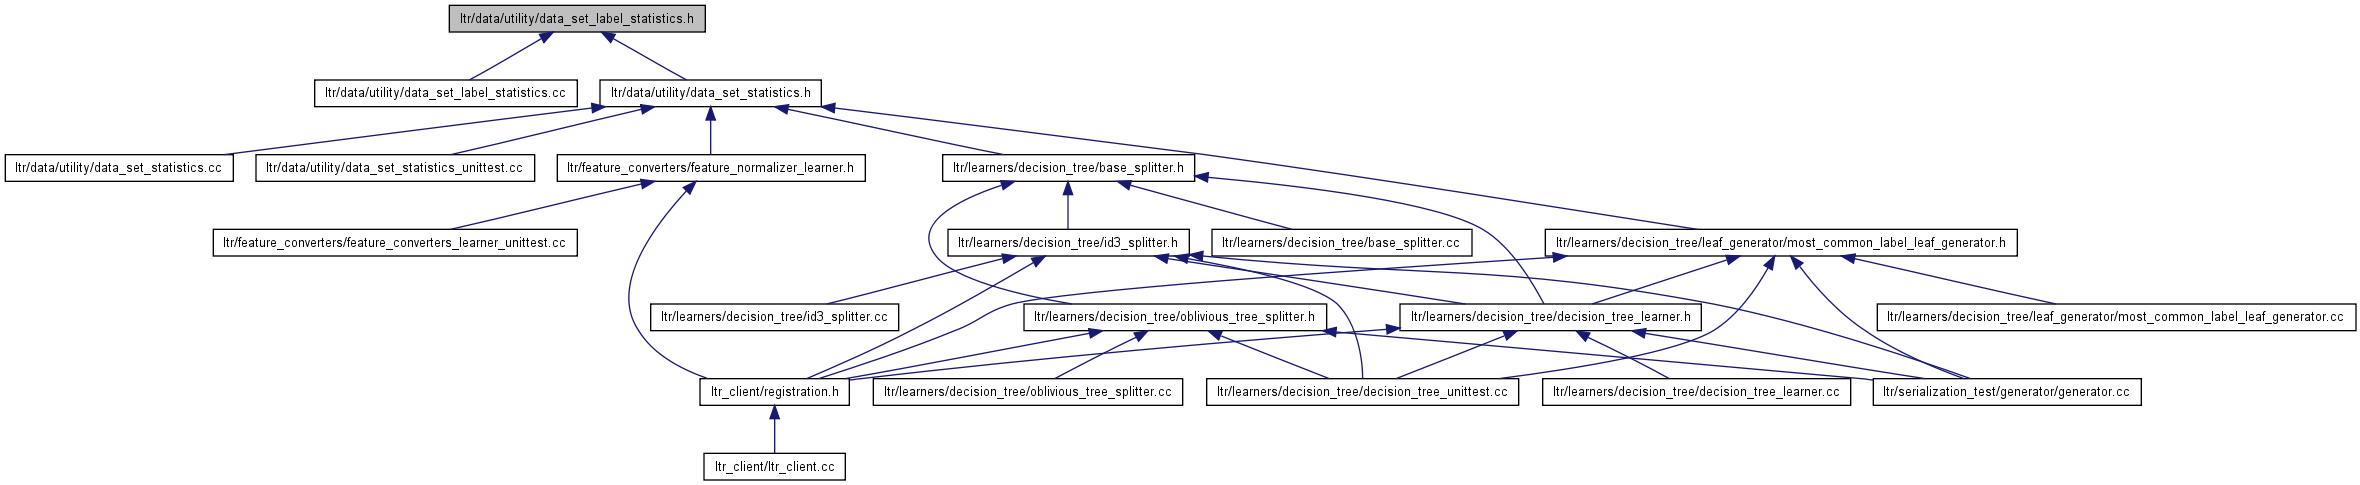 ltr/data/utility/data_set_label_statistics.h
ltr/data/utility/data_set_label_statistics.cc
ltr/data/utility/data_set_statistics.h
ltr/data/utility/data_set_statistics.cc
ltr/data/utility/data_set_statistics_unittest.cc
ltr/feature_converters/feature_normalizer_learner.h
ltr/learners/decision_tree/base_splitter.h
ltr/feature_converters/feature_converters_learner_unittest.cc
ltr/learners/decision_tree/id3_splitter.h
ltr/learners/decision_tree/base_splitter.cc
ltr/learners/decision_tree/leaf_generator/most_common_label_leaf_generator.h
ltr/learners/decision_tree/id3_splitter.cc
ltr/learners/decision_tree/oblivious_tree_splitter.h
ltr/learners/decision_tree/decision_tree_learner.h
ltr/learners/decision_tree/leaf_generator/most_common_label_leaf_generator.cc
ltr_client/registration.h
ltr/learners/decision_tree/oblivious_tree_splitter.cc
ltr/learners/decision_tree/decision_tree_unittest.cc
ltr/learners/decision_tree/decision_tree_learner.cc
ltr/serialization_test/generator/generator.cc
ltr_client/ltr_client.cc